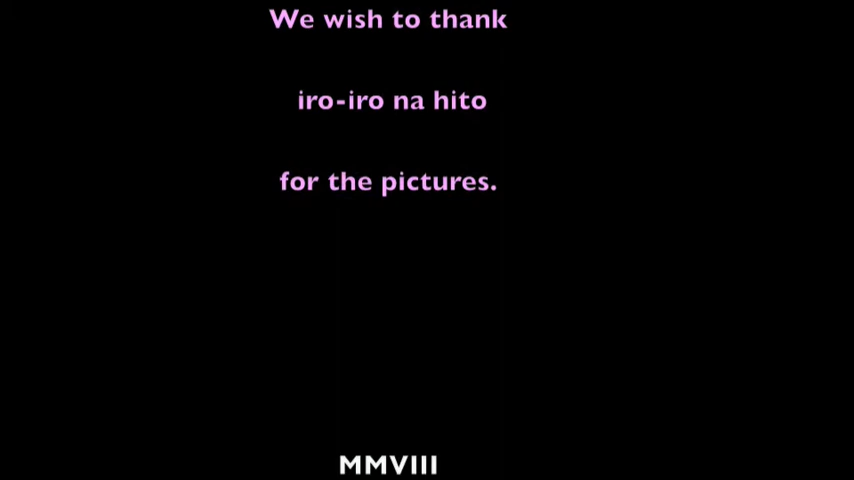 We wish to thank
iro-iro na hito
for the pictures.
MMVIII